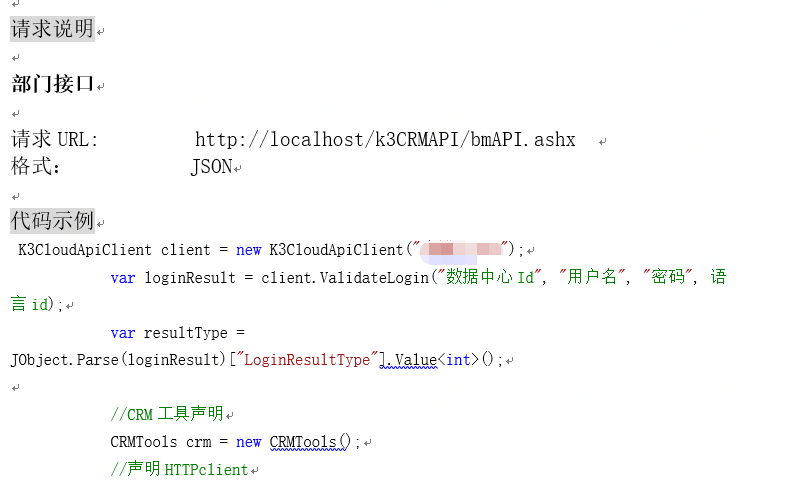 请求说明
部门接口
请求 URL: http://localhost/k3CRMAPI/bmAPI.ashx
格式： JSON
代码示例
K3CloudApiClient client = new K3CloudApiClient("");
var loginResult = client.ValidateLogin("数据中心 Id", "用户名", "密码", 语
言 id);
var resultType =
JObject.Parse(loginResult)["LoginResultType"].Value<int>();
//CRM 工具声明
CRMTools crm = new CRMTools();
//声明 HTTPclient